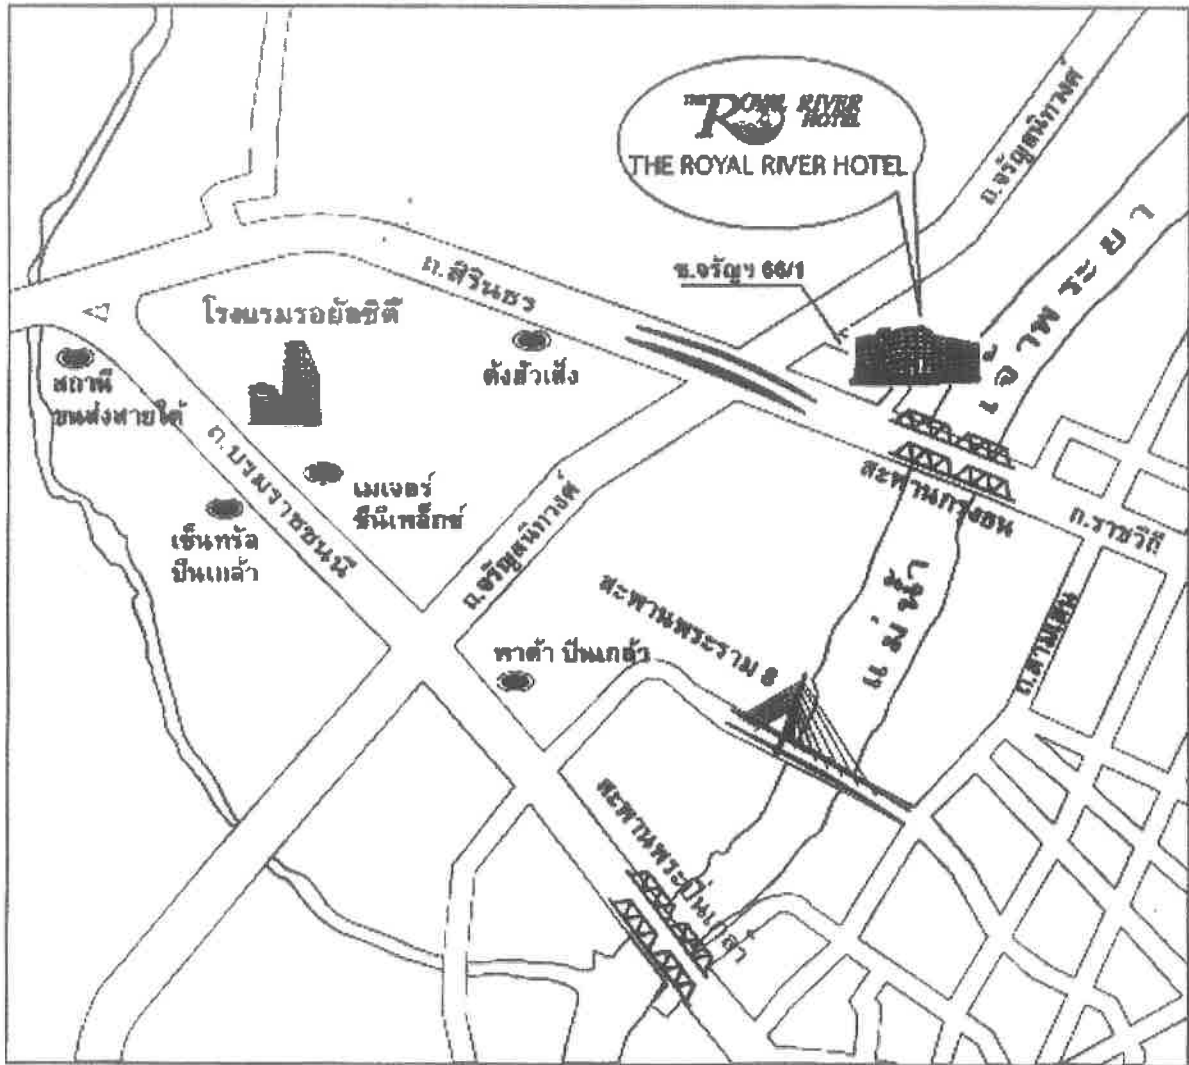 THE ROYAL RIVER
HOTEL
THE ROYAL RIVER HOTEL
ถ.จรัญสนิทวงศ์
ซ.จรัญฯ 66/1
ถ.สิรินธร
เจ้าพระยา
โรงแรมรอยัลซิตี้
ตั้งฮั่วเส็ง
สถานี
ขนส่งสายใต้
ถ.บรมราชชนนี
เมเจอร์
ซีนีเพล็กซ์
สะพานกรุงธน
ถ.ราชวิถี
เซ็นทรัล
ปิ่นเกล้า
ถ.จรัญสนิทวงศ์
แม่น้ำ
สะพานพระราม 8
ถ.สามเสน
พาต้า ปิ่นเกล้า
สะพานพระปิ่นเกล้า